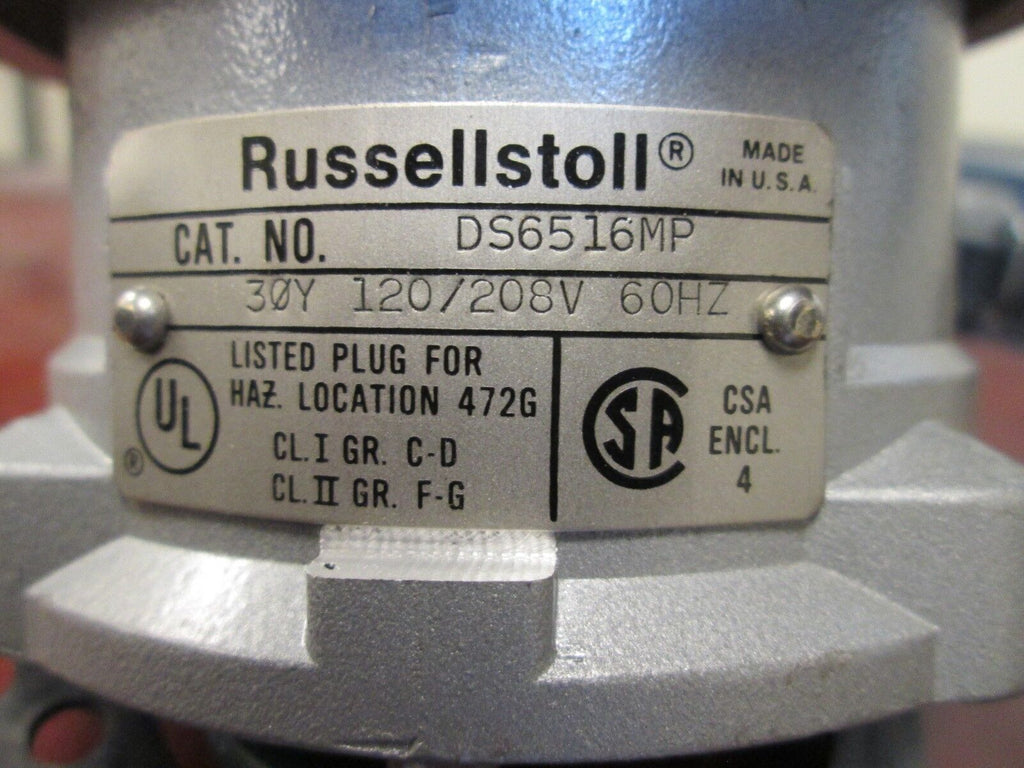 Russellstoll®
MADE
IN U.S.A.
CAT. NO. DS6516MP
30Y 120/208V 60HZ
UL
®
LISTED PLUG FOR
HAZ. LOCATION 472G
CL. I GR. C-D
CL. II GR. F-G
SA
CSA
ENCL.
4